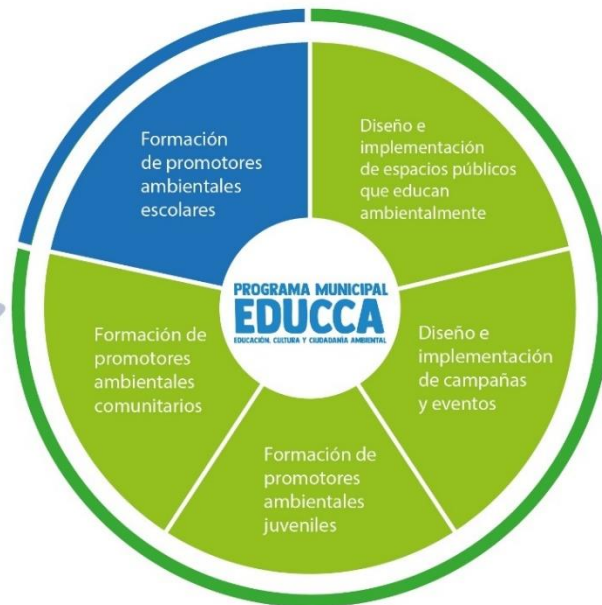 Formación
de promotores
ambientales
escolares
Diseño e
implementación
de espacios públicos
que educan
ambientalmente
PROGRAMA MUNICIPAL
EDUCCA
EDUCACIÓN, CULTURA Y CIUDADANÍA AMBIENTAL
Formación de
promotores
ambientales
comunitarios
Diseño e
implementación
de campañas
y eventos
Formación de
promotores
ambientales
juveniles